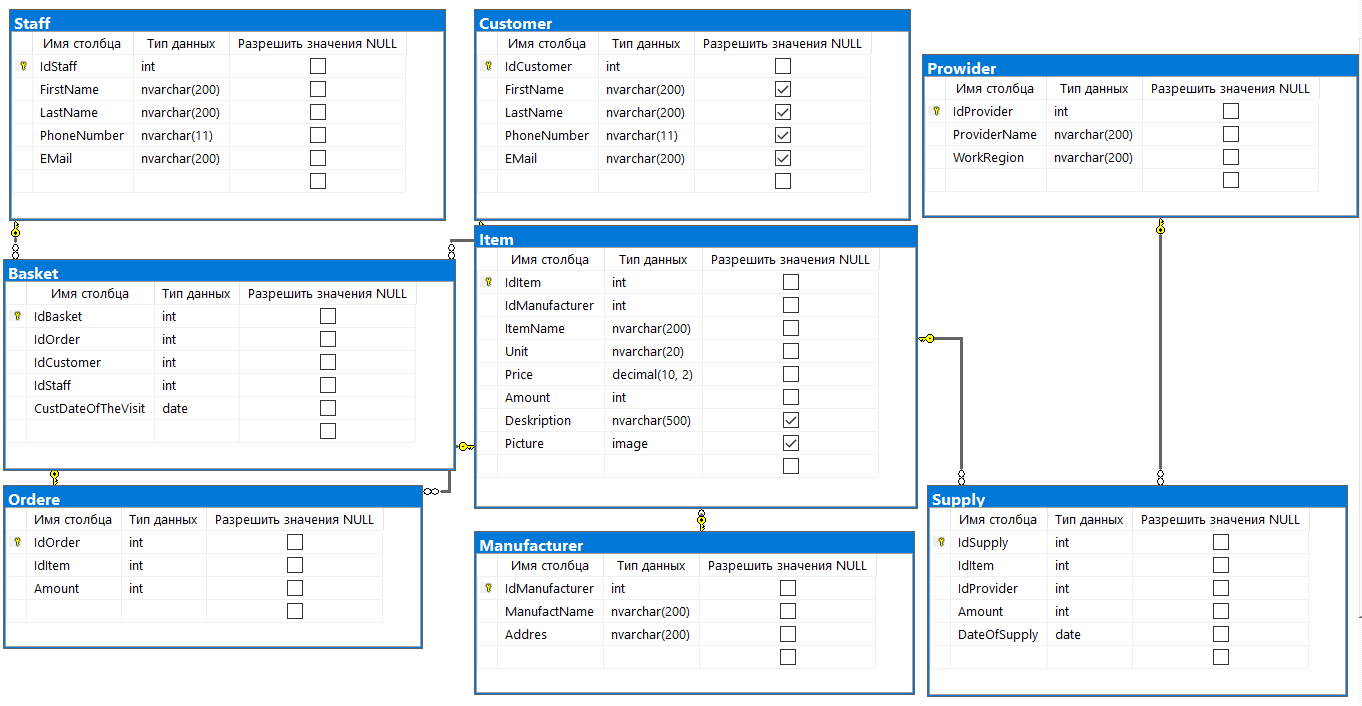 Staff
Имя столбца Тип данных Разрешить значения NULL
IdStaff int
FirstName nvarchar(200)
LastName nvarchar(200)
PhoneNumber nvarchar(11)
EMail nvarchar(200)
Customer
Имя столбца Тип данных Разрешить значения NULL
IdCustomer int
FirstName nvarchar(200)
LastName nvarchar(200)
PhoneNumber nvarchar(11)
EMail nvarchar(200)
Prowider
Имя столбца Тип данных Разрешить значения NULL
IdProvider int
ProviderName nvarchar(200)
WorkRegion nvarchar(200)
Basket
Имя столбца Тип данных Разрешить значения NULL
IdBasket int
IdOrder int
IdCustomer int
IdStaff int
CustDateOfTheVisit date
Item
Имя столбца Тип данных Разрешить значения NULL
IdItem int
IdManufacturer int
ItemName nvarchar(200)
Unit nvarchar(20)
Price decimal(10, 2)
Amount int
Deskription nvarchar(500)
Picture image
Ordere
Имя столбца Тип данных Разрешить значения NULL
IdOrder int
IdItem int
Amount int
Manufacturer
Имя столбца Тип данных Разрешить значения NULL
IdManufacturer int
ManufactName nvarchar(200)
Addres nvarchar(200)
Supply
Имя столбца Тип данных Разрешить значения NULL
IdSupply int
IdItem int
IdProvider int
Amount int
DateOfSupply date